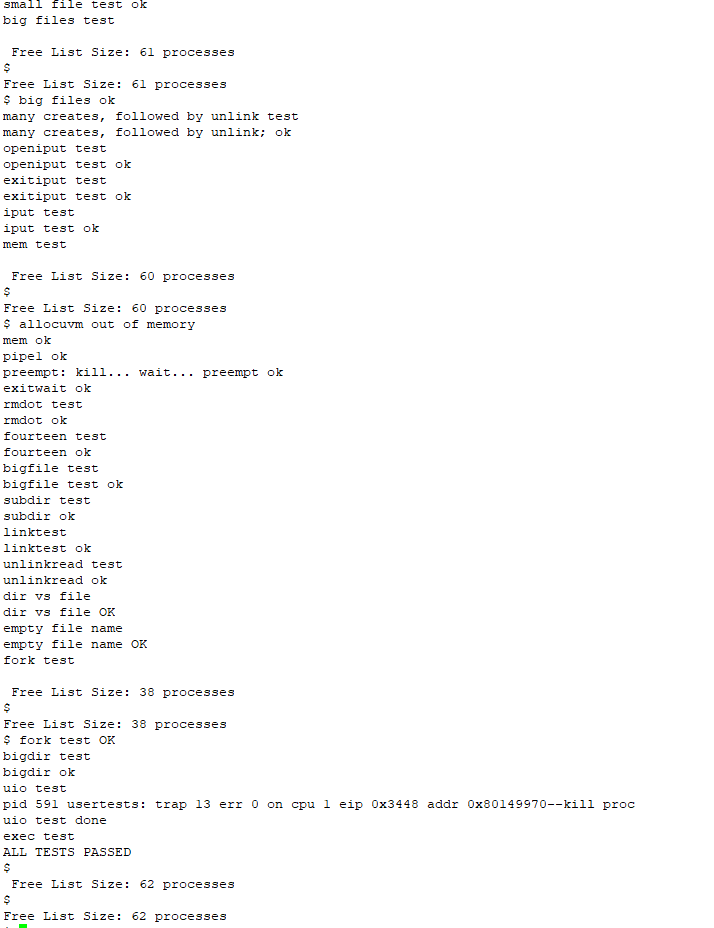 small file test ok
big files test
Free List Size: 61 processes
$
Free List Size: 61 processes
$ big files ok
many creates, followed by unlink test
many creates, followed by unlink; ok
openiput test
openiput test ok
exitiput test
exitiput test ok
iput test
iput test ok
mem test
Free List Size: 60 processes
$
Free List Size: 60 processes
$ allocuvm out of memory
mem ok
pipe1 ok
preempt: kill... wait... preempt ok
exitwait ok
rmdot test
rmdot ok
fourteen test
fourteen ok
bigfile test
bigfile test ok
subdir test
subdir ok
linktest
linktest ok
unlinkread test
unlinkread ok
dir vs file
dir vs file OK
empty file name
empty file name OK
fork test
Free List Size: 38 processes
$
Free List Size: 38 processes
$ fork test OK
bigdir test
bigdir ok
uio test
pid 591 usertests: trap 13 err 0 on cpu 1 eip 0x3448 addr 0x80149970--kill proc
uio test done
exec test
ALL TESTS PASSED
$
Free List Size: 62 processes
$
Free List Size: 62 processes
$